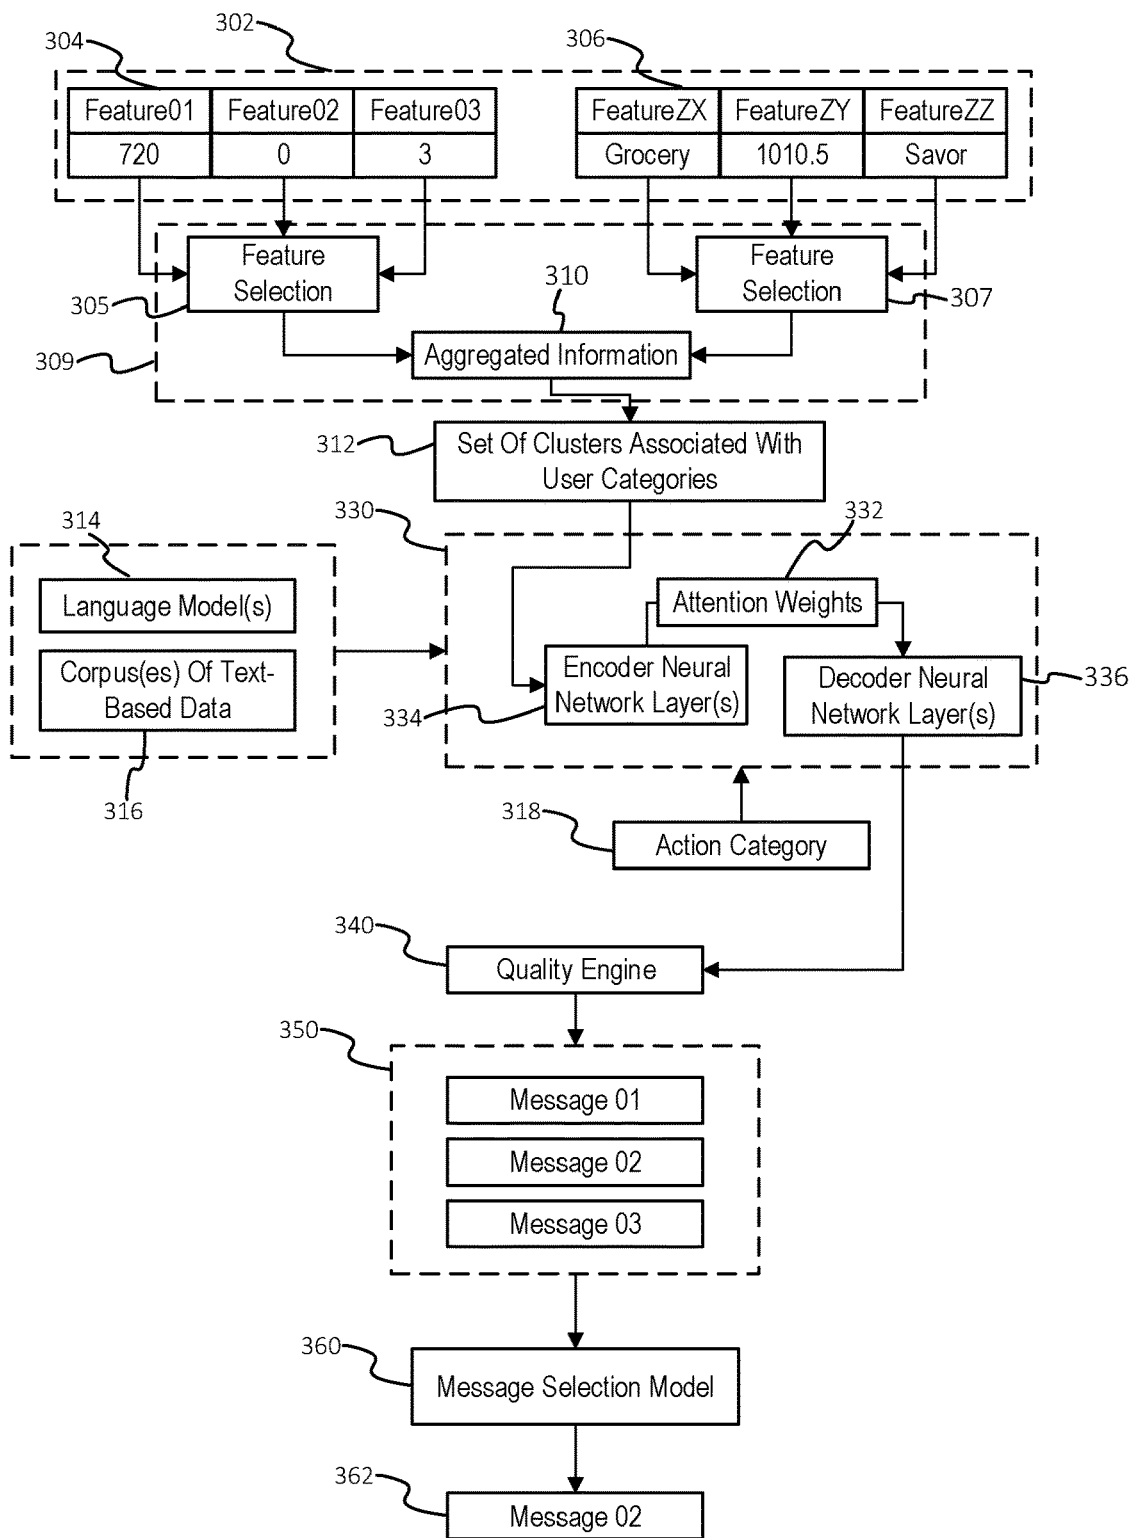 302
304
306
Feature01 Feature02 Feature03
FeatureZX FeatureZY FeatureZZ
720 0 3
Grocery 1010.5 Savor
Feature
Selection
Feature
Selection
305
310
307
309
Aggregated Information
312
Set Of Clusters Associated With
User Categories
314
330
332
Language Model(s)
Attention Weights
Corpus(es) Of Text-
Based Data
Encoder Neural
Network Layer(s)
334
Decoder Neural
Network Layer(s)
336
316
318
Action Category
340
Quality Engine
350
Message 01
Message 02
Message 03
360
Message Selection Model
362
Message 02